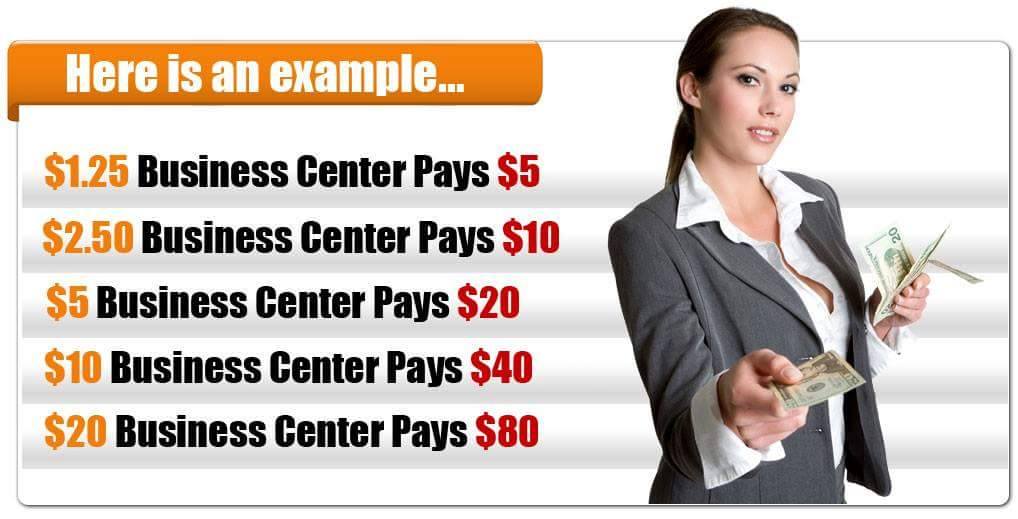 Here is an example...
$1.25 Business Center Pays $5
$2.50 Business Center Pays $10
$5 Business Center Pays $20
$10 Business Center Pays $40
$20 Business Center Pays $80
20